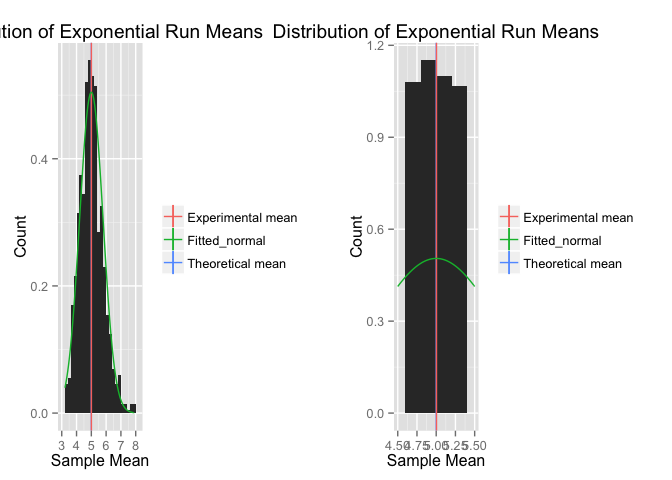 ution of Exponential Run Means
Distribution of Exponential Run Means
Count
0.4
0.2
0.0
3 4 5 6 7 8
Sample Mean
Experimental mean
Fitted_normal
Theoretical mean
Count
1.2
0.9
0.6
0.3
0.0
4.50 4.75 5.00 5.25 5.50
Sample Mean
Experimental mean
Fitted_normal
Theoretical mean